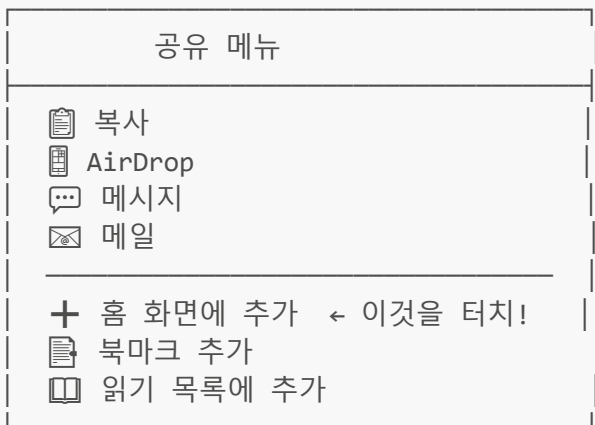 공유 메뉴
📋 복사
📱 AirDrop
💬 메시지
📧 메일
➕ 홈 화면에 추가 ← 이것을 터치!
📑 북마크 추가
📖 읽기 목록에 추가